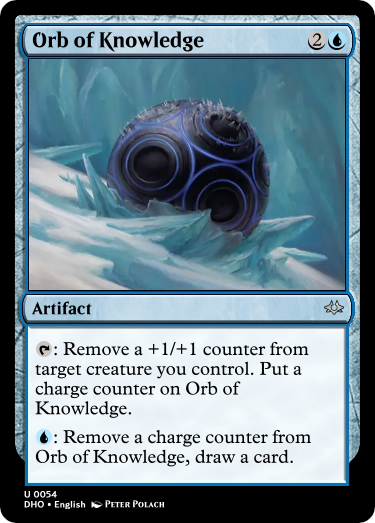 Orb of Knowledge 2
Artifact
: Remove a +1/+1 counter from
target creature you control. Put a
charge counter on Orb of
Knowledge.
: Remove a charge counter from
Orb of Knowledge, draw a card.
U 0054
DHO • English PETER POLACH